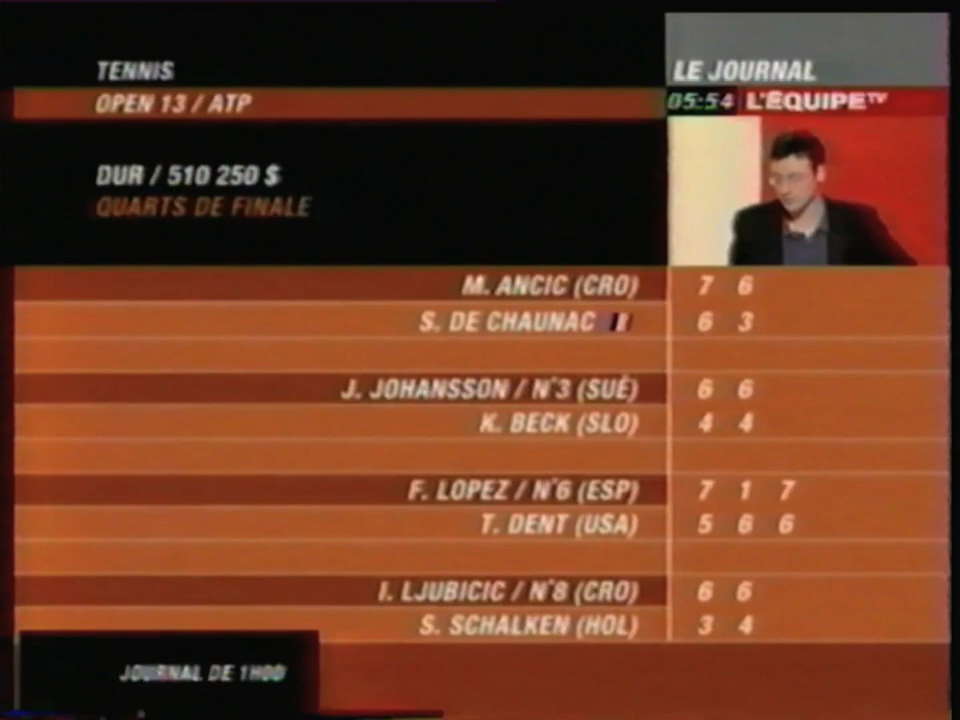 TENNIS
LE JOURNAL
OPEN 13 / ATP
05:54 L'ÉQUIPE TV
DUR / 510 250 $
QUARTS DE FINALE
M. ANCIC (CRO) 7 6
S. DE CHAUNAC 6 3
J. JOHANSSON / N°3 (SUÈ) 6 6
K. BECK (SLO) 4 4
F. LOPEZ / N°6 (ESP) 7 1 7
T. DENT (USA) 5 6 6
I. LJUBICIC / N°8 (CRO) 6 6
S. SCHALKEN (HOL) 3 4
JOURNAL DE 1H00